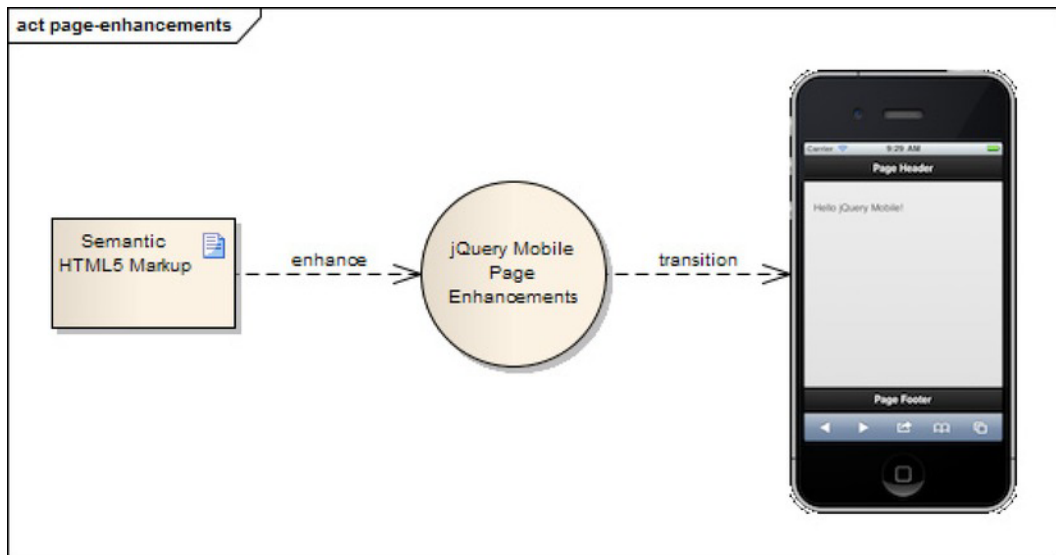 act page-enhancements
Semantic
HTML5 Markup
enhance
jQuery Mobile
Page
Enhancements
transition
Carrier 9:29 AM
Page Header
Hello jQuery Mobile!
Page Footer